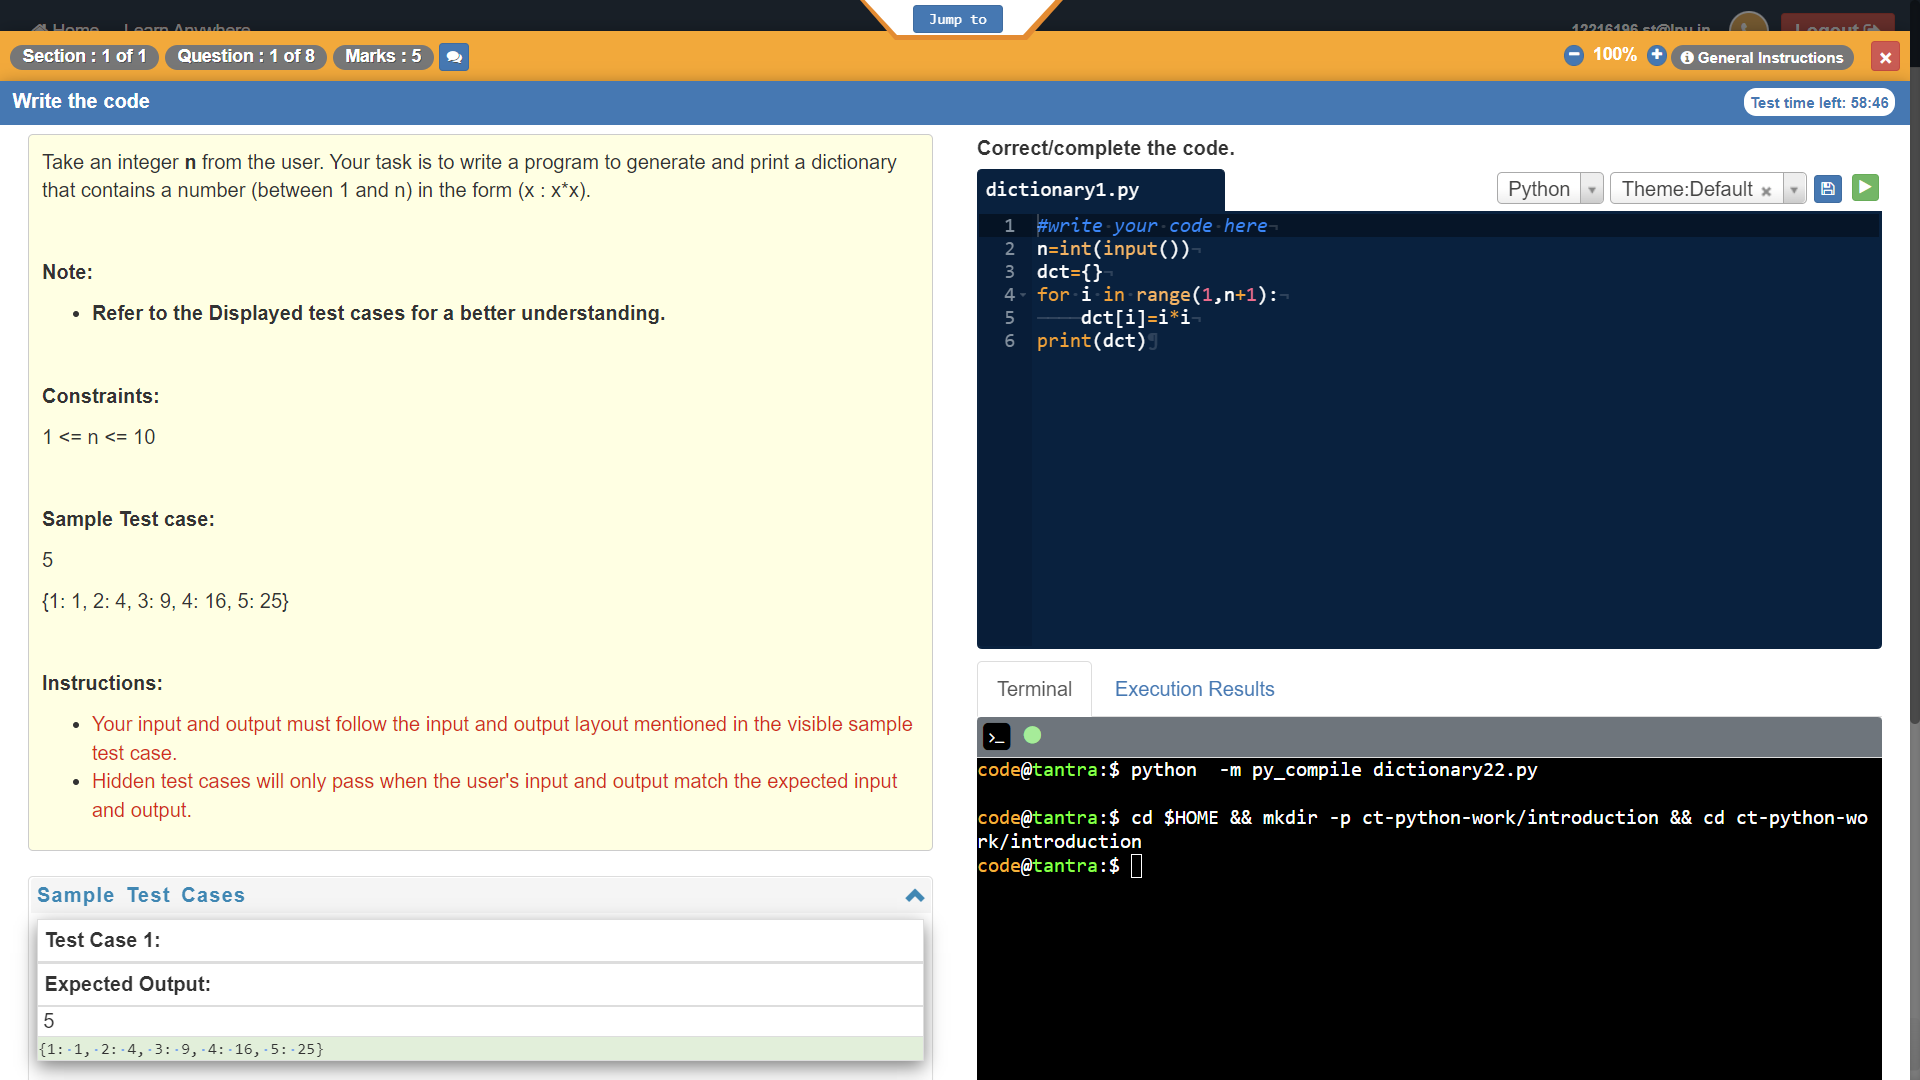 Home Learn Anywhere
Jump to
12216196.st@lpu.in
Logout
Section : 1 of 1
Question : 1 of 8
Marks : 5
100%
General Instructions
Write the code
Test time left: 58:46
Take an integer n from the user. Your task is to write a program to generate and print a dictionary
that contains a number (between 1 and n) in the form (x : x*x).
Note:
• Refer to the Displayed test cases for a better understanding.
Constraints:
1 <= n <= 10
Sample Test case:
5
{1: 1, 2: 4, 3: 9, 4: 16, 5: 25}
Instructions:
• Your input and output must follow the input and output layout mentioned in the visible sample
test case.
• Hidden test cases will only pass when the user's input and output match the expected input
and output.
Sample Test Cases
Test Case 1:
Expected Output:
5
{1: 1, 2: 4, 3: 9, 4: 16, 5: 25}
Correct/complete the code.
dictionary1.py
Python
Theme:Default
1 #write your code here
2 n=int(input())
3 dct={}
4 for i in range(1,n+1):
5     dct[i]=i*i
6 print(dct)
Terminal
Execution Results
code@tantra:$ python  -m py_compile dictionary22.py
code@tantra:$ cd $HOME && mkdir -p ct-python-work/introduction && cd ct-python-wo
rk/introduction
code@tantra:$